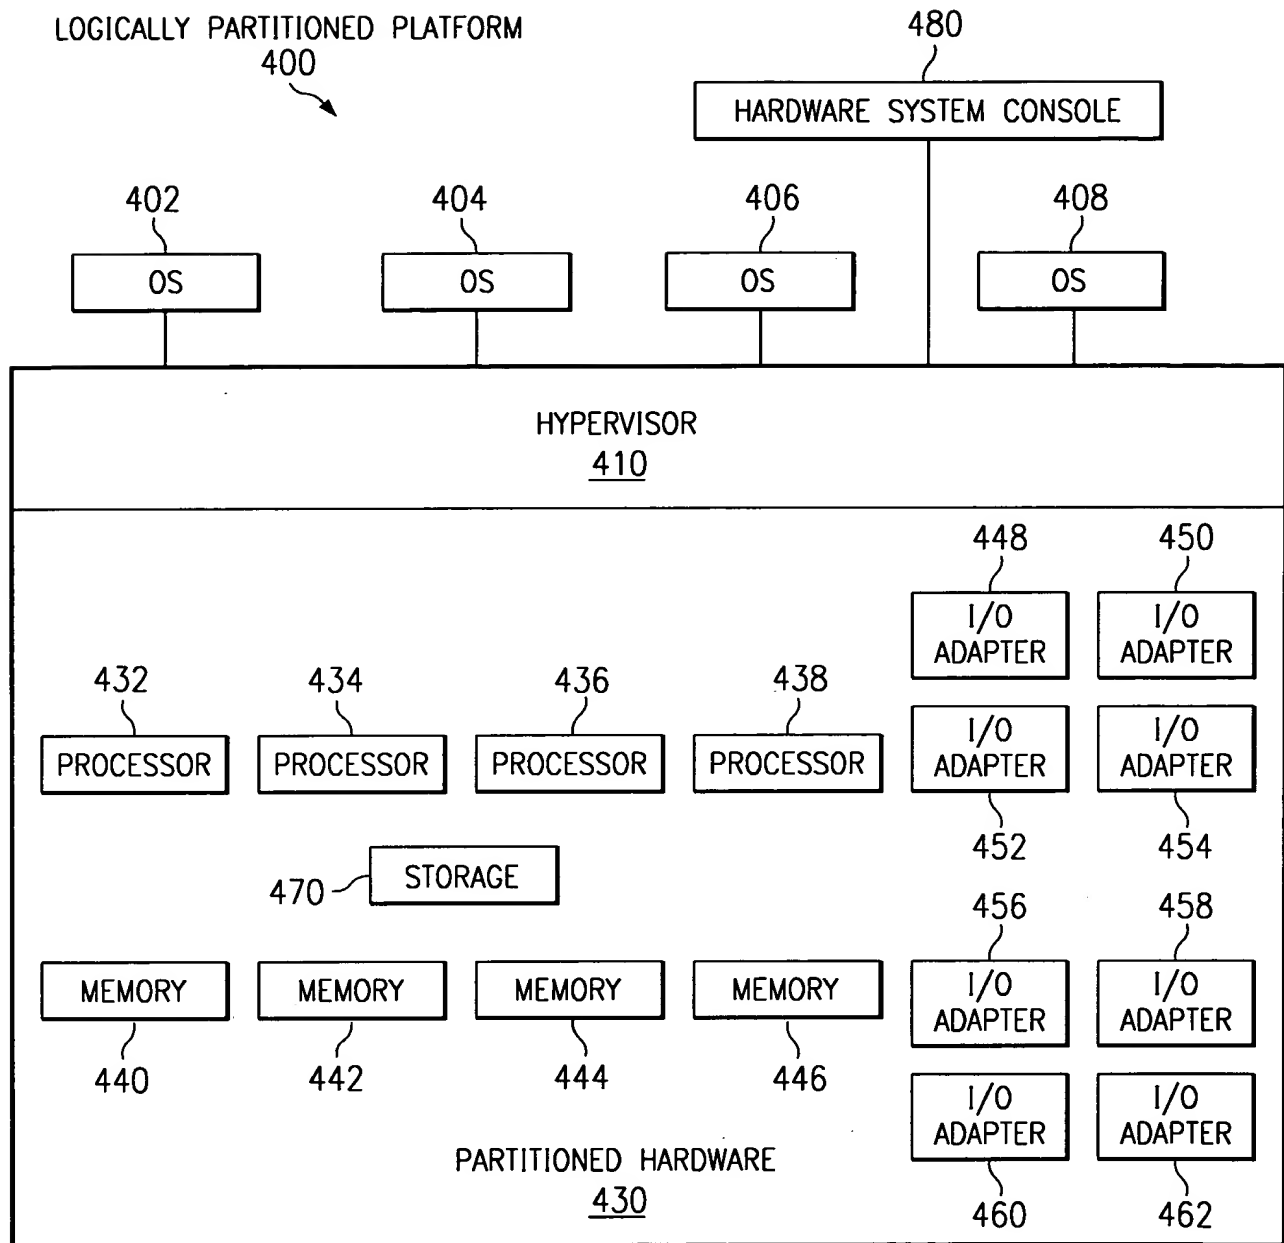 LOGICALLY PARTITIONED PLATFORM
400
480
HARDWARE SYSTEM CONSOLE
402
404
406
408
OS
OS
OS
OS
HYPERVISOR
410
448
450
I/O
ADAPTER
I/O
ADAPTER
432
434
436
438
PROCESSOR
PROCESSOR
PROCESSOR
PROCESSOR
I/O
ADAPTER
I/O
ADAPTER
452
454
470
STORAGE
456
458
MEMORY
MEMORY
MEMORY
MEMORY
I/O
ADAPTER
I/O
ADAPTER
440
442
444
446
I/O
ADAPTER
I/O
ADAPTER
460
462
PARTITIONED HARDWARE
430